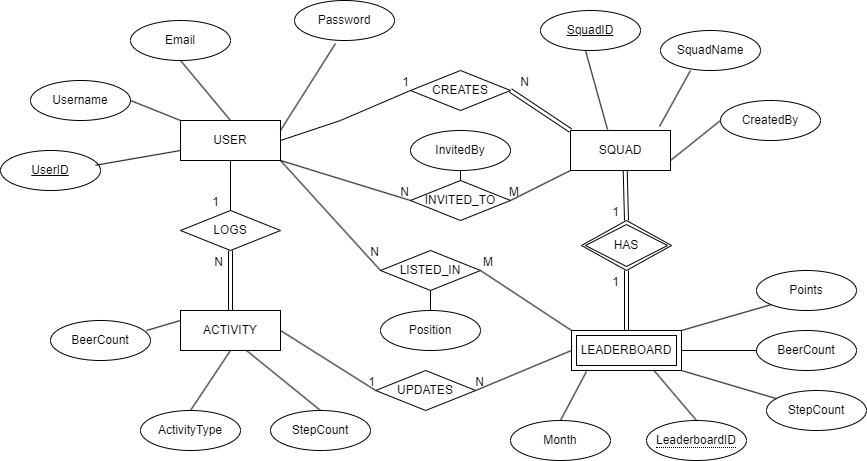 Password
Email
SquadID
SquadName
Username
1
CREATES
N
CreatedBy
USER
InvitedBy
SQUAD
UserID
N
INVITED_TO
M
1
1
LOGS
HAS
N
N
LISTED_IN
M
1
Points
ACTIVITY
Position
BeerCount
LEADERBOARD
BeerCount
1
UPDATES
N
StepCount
ActivityType
StepCount
Month
LeaderboardID